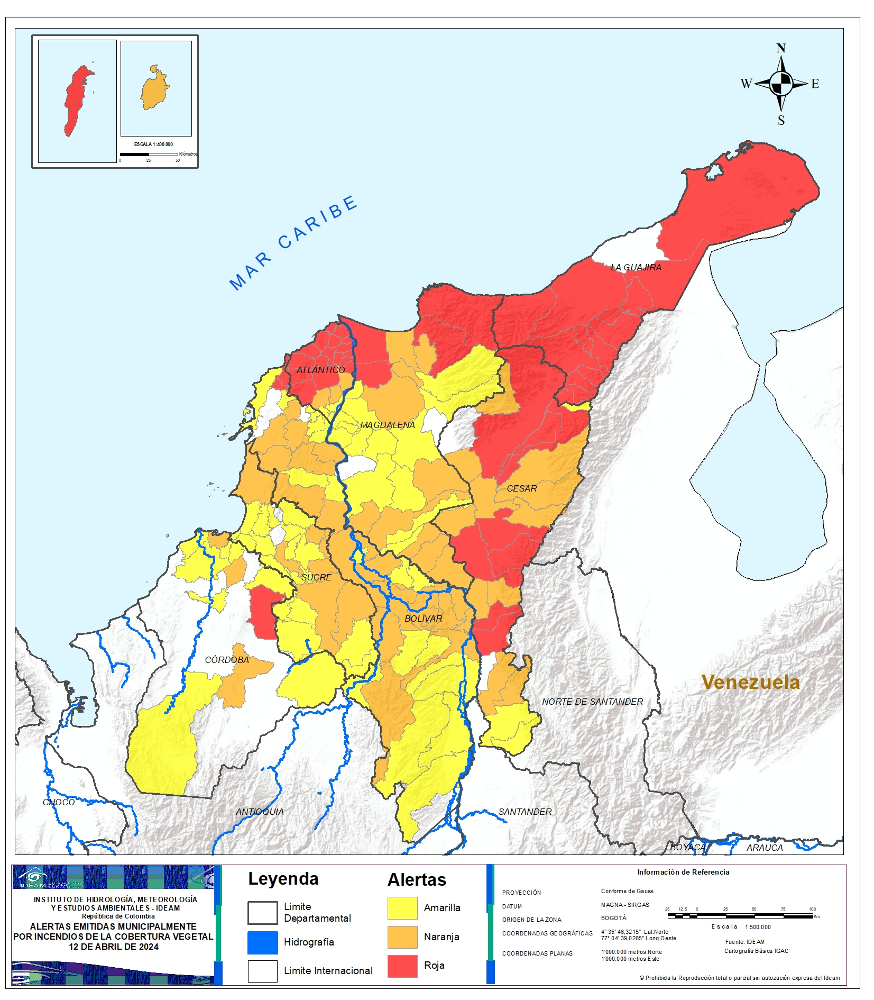 ESCALA 1:400.000
Kilómetros
0 25 50
N
W E
S
MAR CARIBE
LA GUAJIRA
ATLÁNTICO
MAGDALENA
CESAR
SUCRE
BOLÍVAR
CÓRDOBA
Venezuela
NORTE DE SANTANDER
CHOCÓ
ANTIOQUIA
SANTANDER
BOYACÁ
ARAUCA
IDEAM
INSTITUTO DE HIDROLOGÍA, METEOROLOGÍA
Y ESTUDIOS AMBIENTALES - IDEAM
República de Colombia
ALERTAS EMITIDAS MUNICIPALMENTE
POR INCENDIOS DE LA COBERTURA VEGETAL
12 DE ABRIL DE 2024
Leyenda
Limite
Departamental
Hidrografía
Limite Internacional
Alertas
Amarilla
Naranja
Roja
Información de Referencia
PROYECCIÓN Conforme de Gauss
DATUM MAGNA - SIRGAS
ORIGEN DE LA ZONA BOGOTÁ
COORDENADAS GEOGRÁFICAS 4° 35' 46,3215" Lat.Norte
77° 04' 39,0285" Long.Oeste
COORDENADAS PLANAS 1'000.000 metros Norte
1'000.000 metros Este
25 12,5 0 25 50 75 100
Km
Escala 1:500.000
Fuente: IDEAM
Cartografía Básica IGAC
© Prohibida la Reproducción total o parcial sin autozación expresa del Ideam